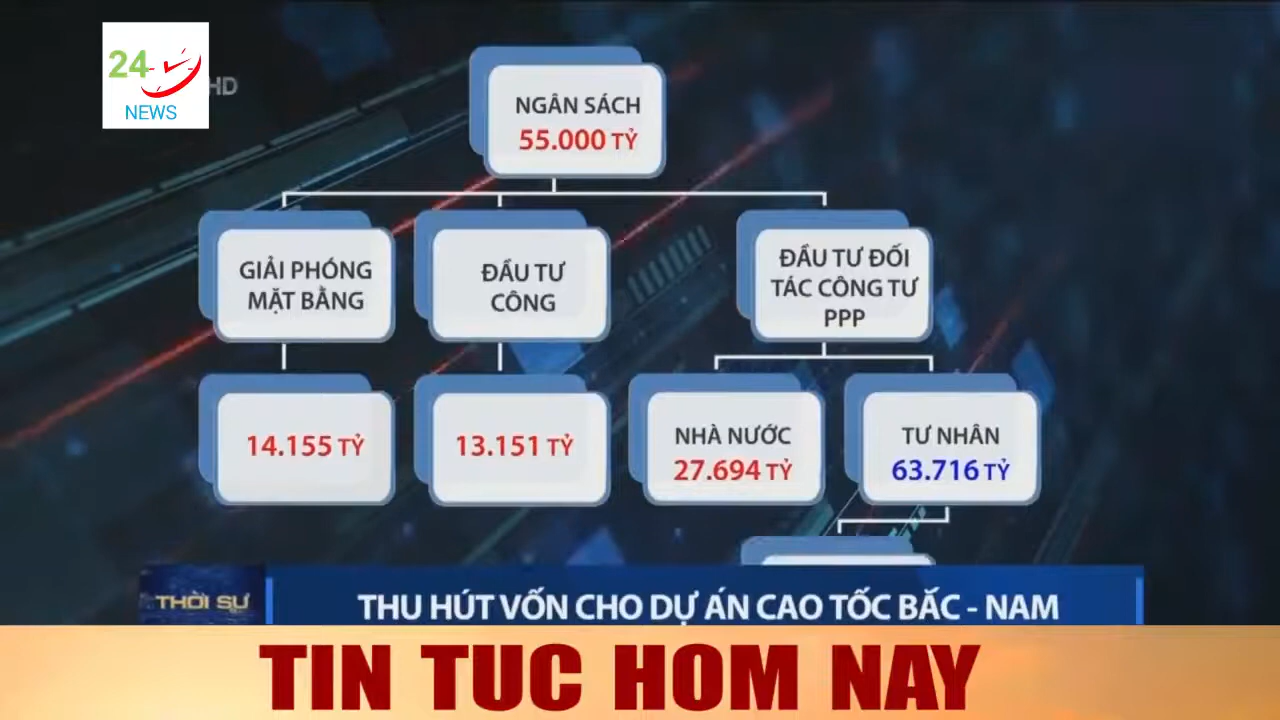 24
NEWS
HD
NGÂN SÁCH
55.000 TỶ
GIẢI PHÓNG
MẶT BẰNG
ĐẦU TƯ
CÔNG
ĐẦU TƯ ĐỐI
TÁC CÔNG TƯ
PPP
14.155 TỶ
13.151 TỶ
NHÀ NƯỚC
27.694 TỶ
TƯ NHÂN
63.716 TỶ
THỜI SỰ
THU HÚT VỐN CHO DỰ ÁN CAO TỐC BẮC - NAM
TIN TUC HOM NAY